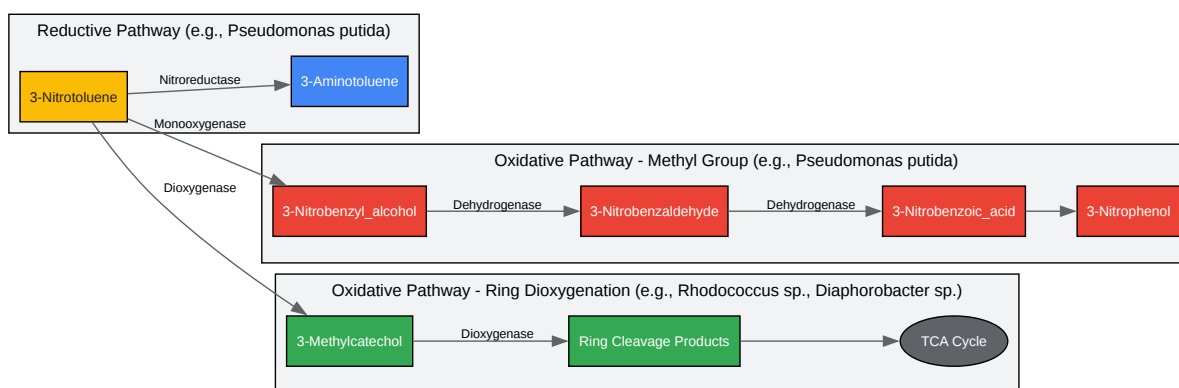 Reductive Pathway (e.g., Pseudomonas putida)
3-Nitrotoluene
Nitroreductase
3-Aminotoluene
Monooxygenase
Dioxygenase
Oxidative Pathway - Methyl Group (e.g., Pseudomonas putida)
3-Nitrobenzyl_alcohol
Dehydrogenase
3-Nitrobenzaldehyde
Dehydrogenase
3-Nitrobenzoic_acid
3-Nitrophenol
Oxidative Pathway - Ring Dioxygenation (e.g., Rhodococcus sp., Diaphorobacter sp.)
3-Methylcatechol
Dioxygenase
Ring Cleavage Products
TCA Cycle